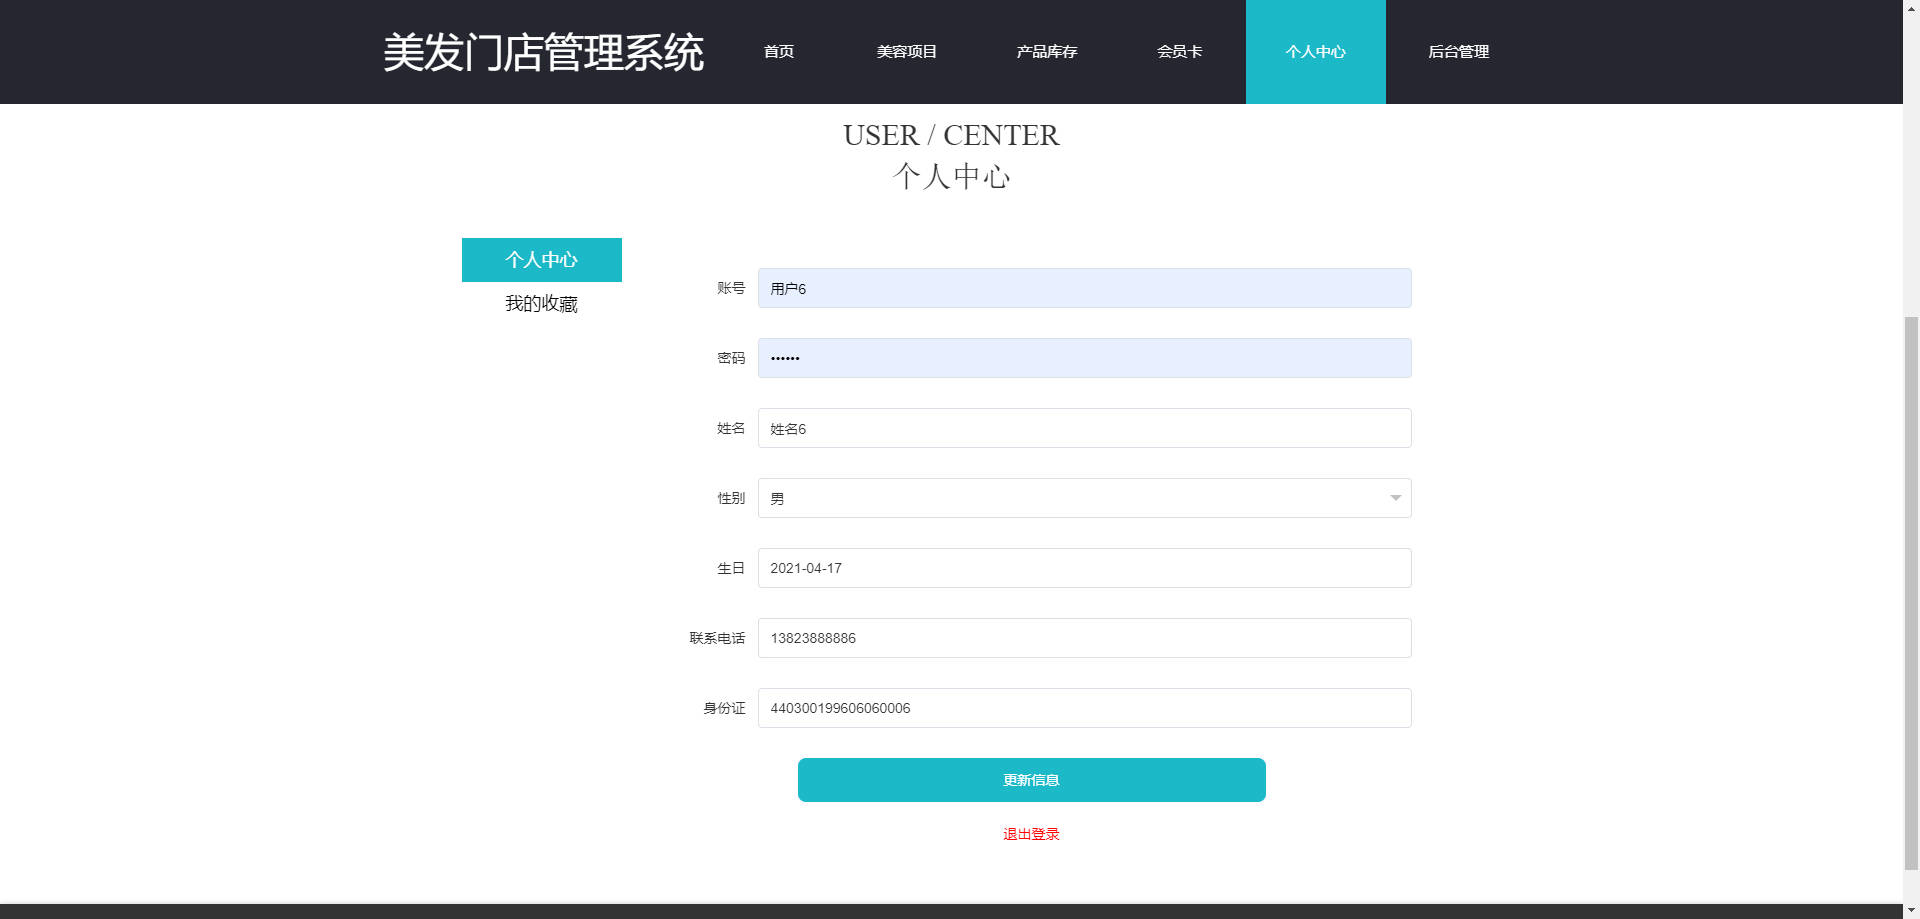 美发门店管理系统
首页
美容项目
产品库存
会员卡
个人中心
后台管理
USER / CENTER
个人中心
个人中心
我的收藏
账号 用户6
密码 ••••••
姓名 姓名6
性别 男
生日 2021-04-17
联系电话 13823888886
身份证 440300199606060006
更新信息
退出登录